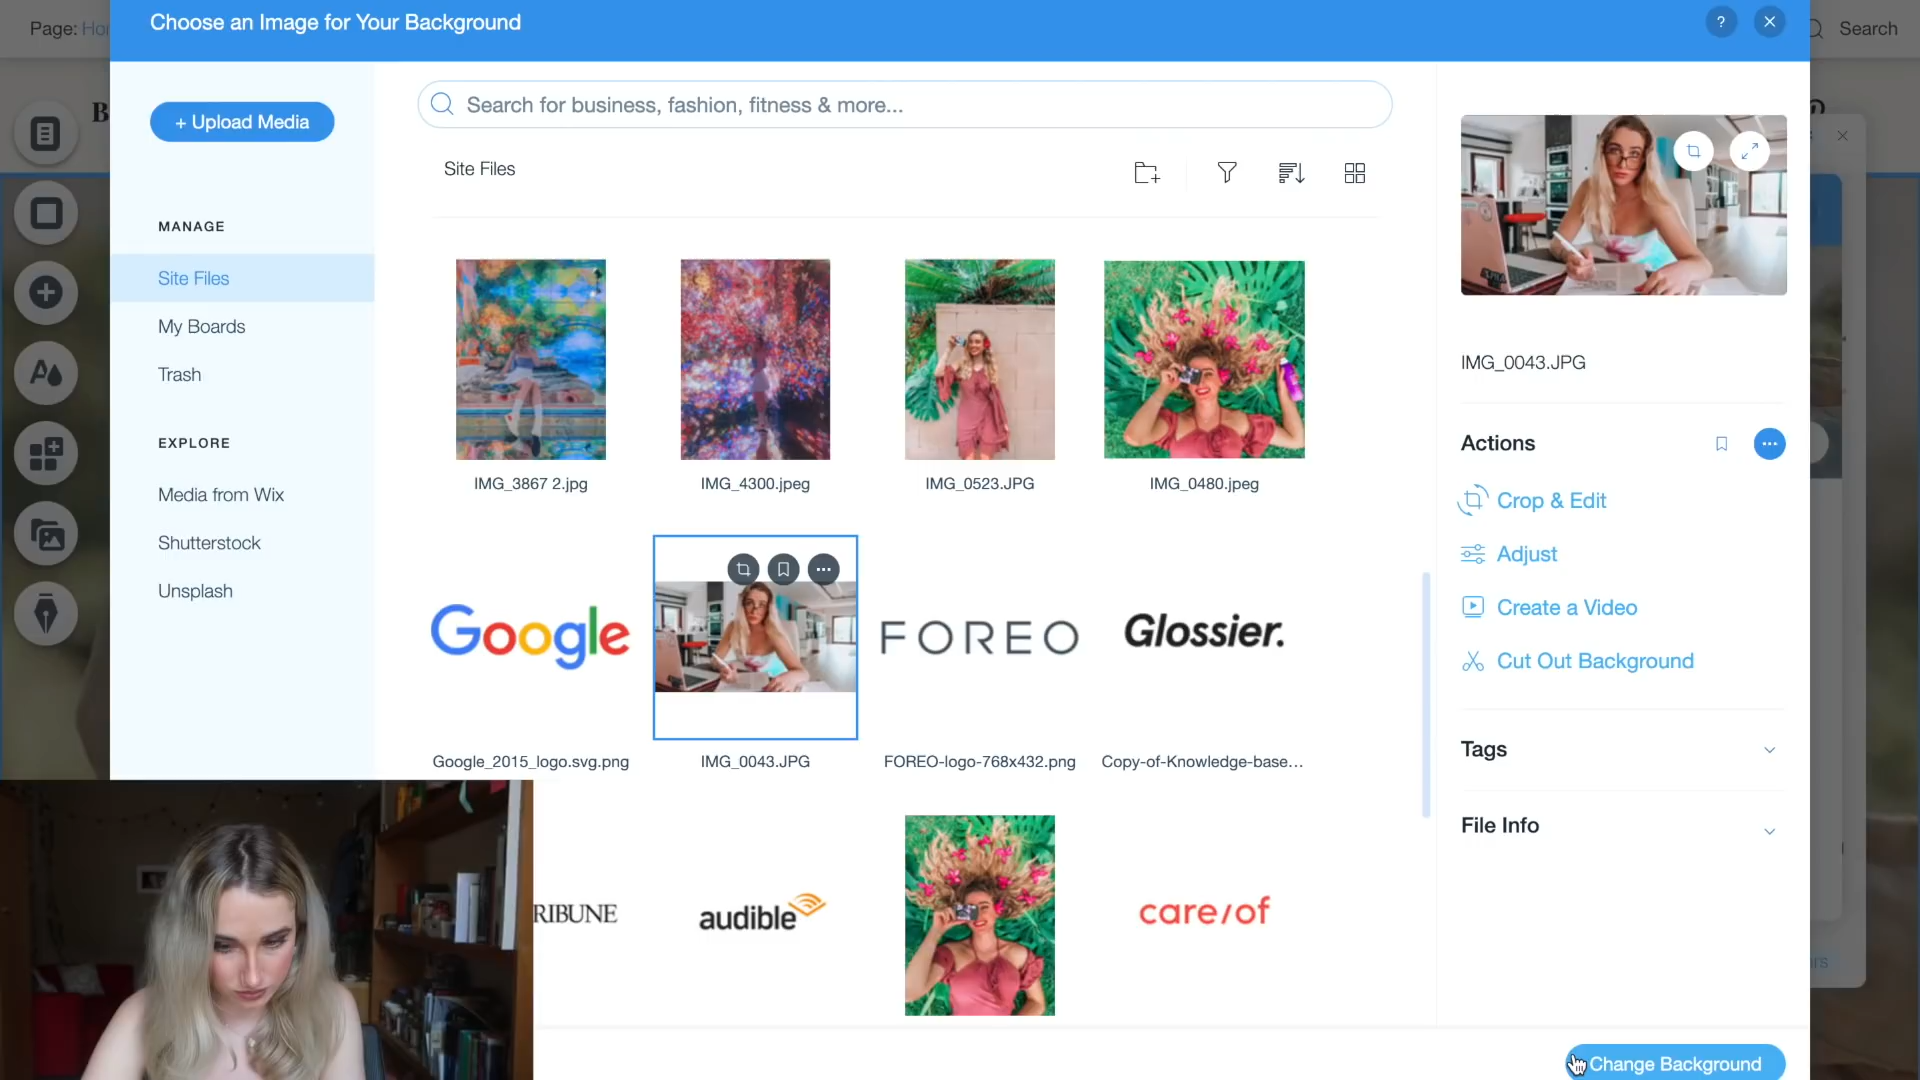 Page: Hom
Choose an Image for Your Background
?
Search
+ Upload Media
Search for business, fashion, fitness & more...
MANAGE
Site Files
My Boards
Trash
EXPLORE
Media from Wix
Shutterstock
Unsplash
Site Files
IMG_3867 2.jpg
IMG_4300.jpeg
IMG_0523.JPG
IMG_0480.jpeg
Google
FOREO
Glossier.
Google_2015_logo.svg.png
IMG_0043.JPG
FOREO-logo-768x432.png
Copy-of-Knowledge-base...
RIBUNE
audible
care/of
IMG_0043.JPG
Actions
Crop & Edit
Adjust
Create a Video
Cut Out Background
Tags
File Info
Change Background